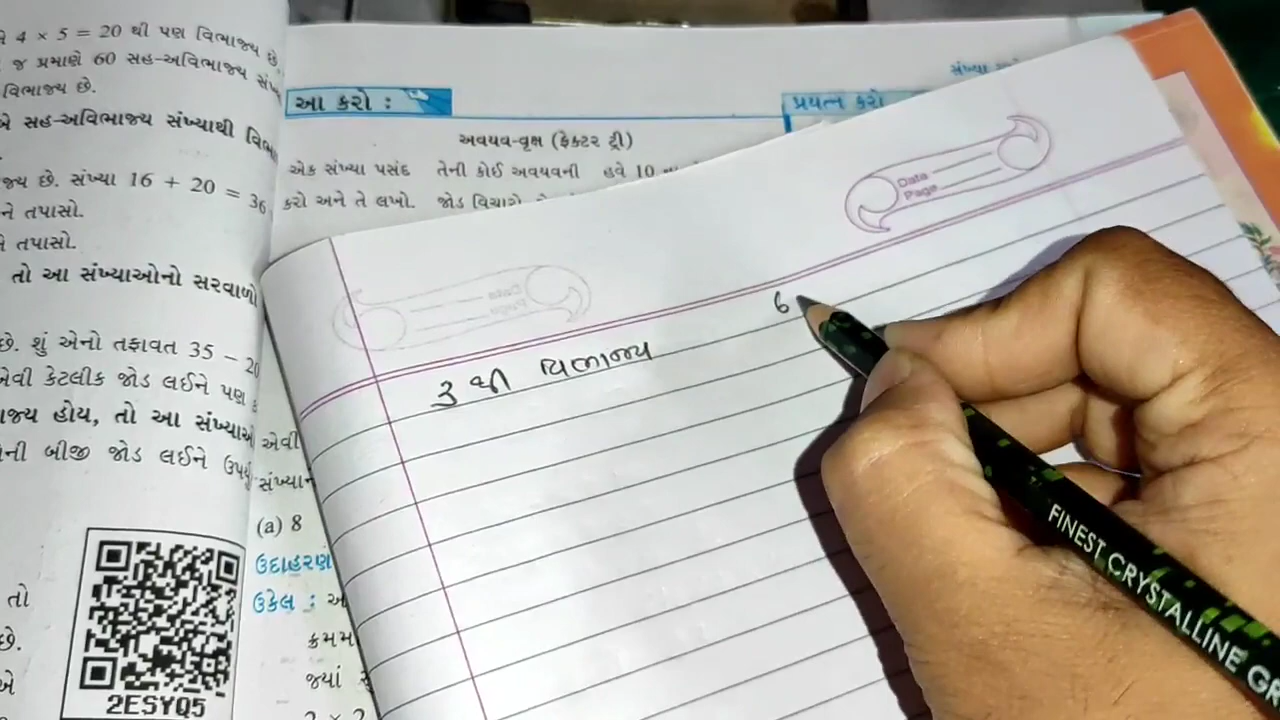 4 × 5 = 20 થી પણ વિભાજ્ય છે
જ પ્રમાણે 60 સહ-અવિભાજ્ય
વિભાજ્ય છે.
સહ-અવિભાજ્ય સંખ્યાથી
છે. સંખ્યા 16 + 20 = 36
ને તપાસો.
તપાસો.
તો આ સંખ્યાઓનો સરવાળો
છે. શું એનો તફાવત 35 – 20
એવી કેટલીક જોડ લઈને પણ
હોય, તો આ
બીજી જોડ લઈને
તો
છે.
2ESYQ5
આ કરો :
પ્રયત્ન કરો
અવયવ-વૃક્ષ (ફેક્ટર ટ્રી)
એક સંખ્યા પસંદ
કરો અને તે લખો.
તેની કોઈ અવયવની
જોડ વિચારો
હવે 10
એવી
(a) 8
ઉદાહરણ
ઉકેલ :
જ્યાં
Data
Page
3 થી વિભાજ્ય
6
FINEST CRYSTALLINE GR